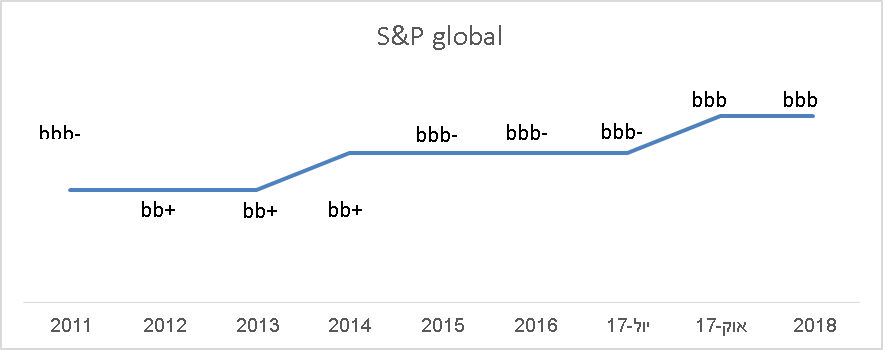 S&P global
bbb-
bb+
bb+
bb+
bbb-
bbb-
bbb-
bbb
bbb
2011
2012
2013
2014
2015
2016
יול-17
אוק-17
2018